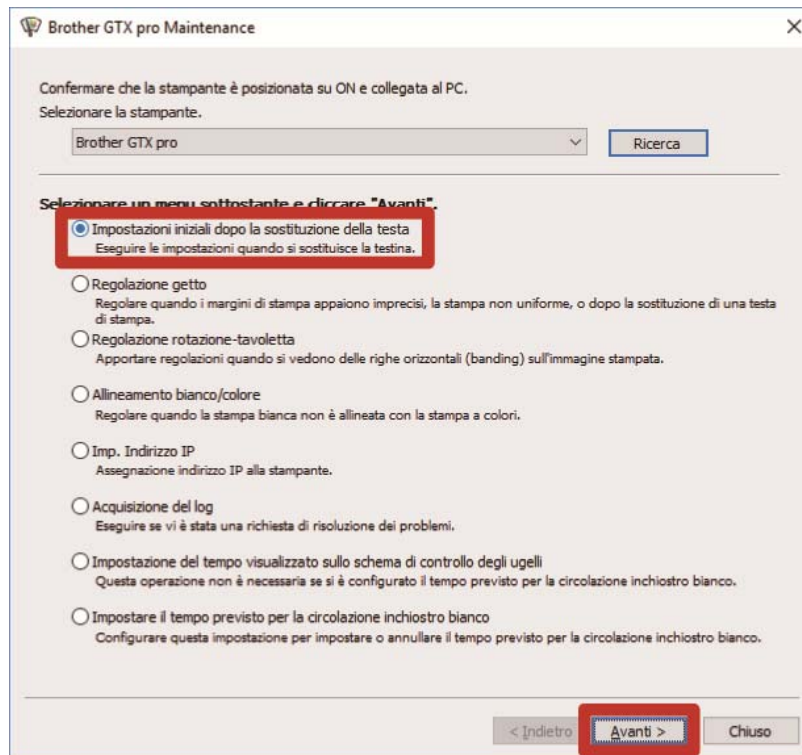 Brother GTX pro Maintenance
Confermare che la stampante è posizionata su ON e collegata al PC.
Selezionare la stampante.
Brother GTX pro
Ricerca
Selezionare un menu sottostante e cliccare "Avanti".
Impostazioni iniziali dopo la sostituzione della testa
Eseguire le impostazioni quando si sostituisce la testina.
Regolazione getto
Regolare quando i margini di stampa appaiono imprecisi, la stampa non uniforme, o dopo la sostituzione di una testa
di stampa.
Regolazione rotazione-tavoletta
Apportare regolazioni quando si vedono delle righe orizzontali (banding) sull'immagine stampata.
Allineamento bianco/colore
Regolare quando la stampa bianca non è allineata con la stampa a colori.
Imp. Indirizzo IP
Assegnazione indirizzo IP alla stampante.
Acquisizione del log
Eseguire se vi è stata una richiesta di risoluzione dei problemi.
Impostazione del tempo visualizzato sullo schema di controllo degli ugelli
Questa operazione non è necessaria se si è configurato il tempo previsto per la circolazione inchiostro bianco.
Impostare il tempo previsto per la circolazione inchiostro bianco
Configurare questa impostazione per impostare o annullare il tempo previsto per la circolazione inchiostro bianco.
< Indietro
Avanti >
Chiuso